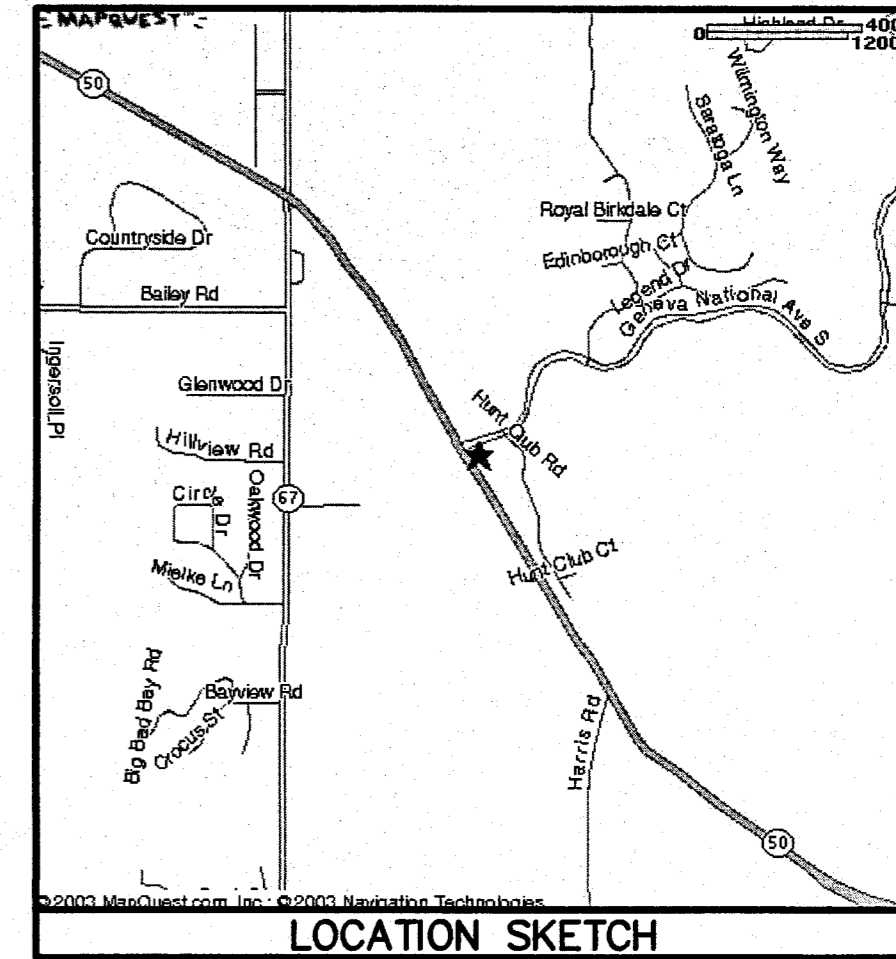 MAPQUEST
Highland Dr
0 400
1200
50
Wilmington Way
Saratoga Ln
Royal Birkdale Ct
Countryside Dr
Edinborough Ct
Legend Dr
Bailey Rd
Geneva National Ave S
Ingersoll Pl
Glenwood Dr
Hunt Club Rd
Hillview Rd
Circle Dr
Oakwood Dr
67
Mielke Ln
Hunt Club Ct
Big Bad Bay Rd
Bayview Rd
Crocus St
Harris Rd
50
©2003 MapQuest.com, Inc.; ©2003 Navigation Technologies
LOCATION SKETCH